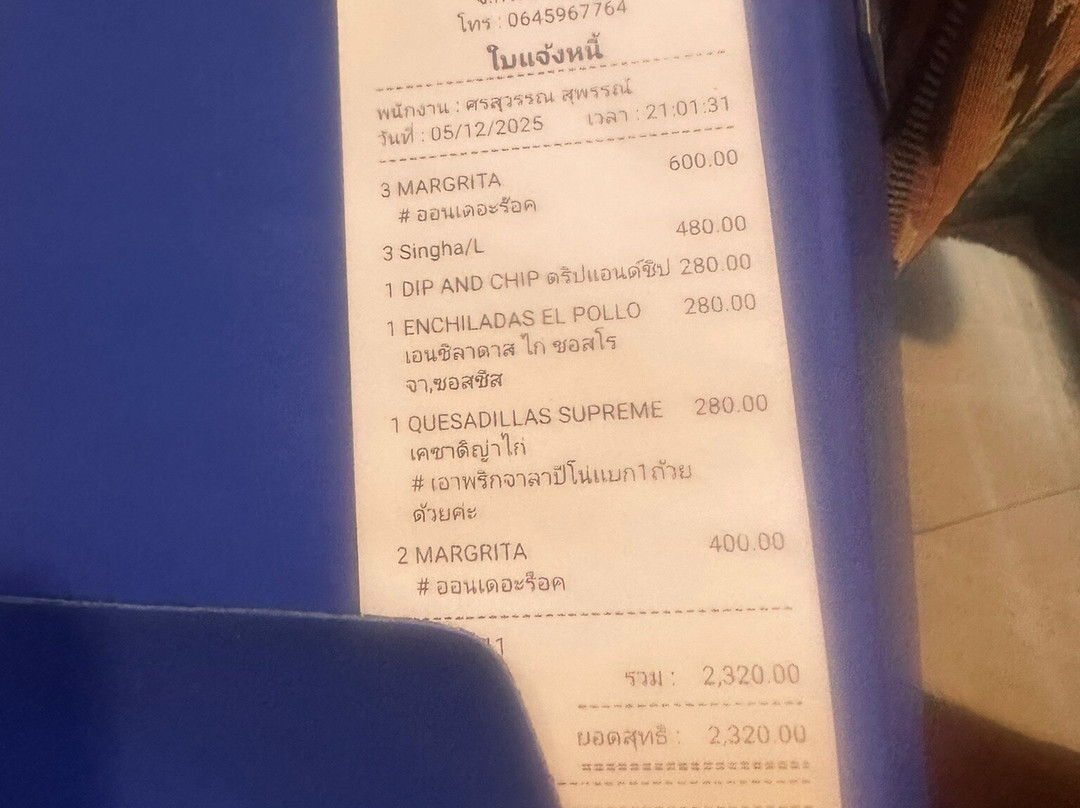 โทร : 0645967764
ใบแจ้งหนี้
พนักงาน : ศรสุวรรณ สุพรรณ์
วันที่ : 05/12/2025 เวลา : 21:01:31
3 MARGRITA 600.00
# ออนเดอะร็อค
3 Singha/L 480.00
1 DIP AND CHIP ดริปแอนด์ชิป 280.00
1 ENCHILADAS EL POLLO 280.00
เอนชิลาดาส ไก่ ซอสโร
จา,ซอสชีส
1 QUESADILLAS SUPREME 280.00
เคซาดิญ่าไก่
# เอาพริกจาลาปีโน่แยก1ถ้วย
ด้วยค่ะ
2 MARGRITA 400.00
# ออนเดอะร็อค
รวม : 2,320.00
ยอดสุทธิ : 2,320.00